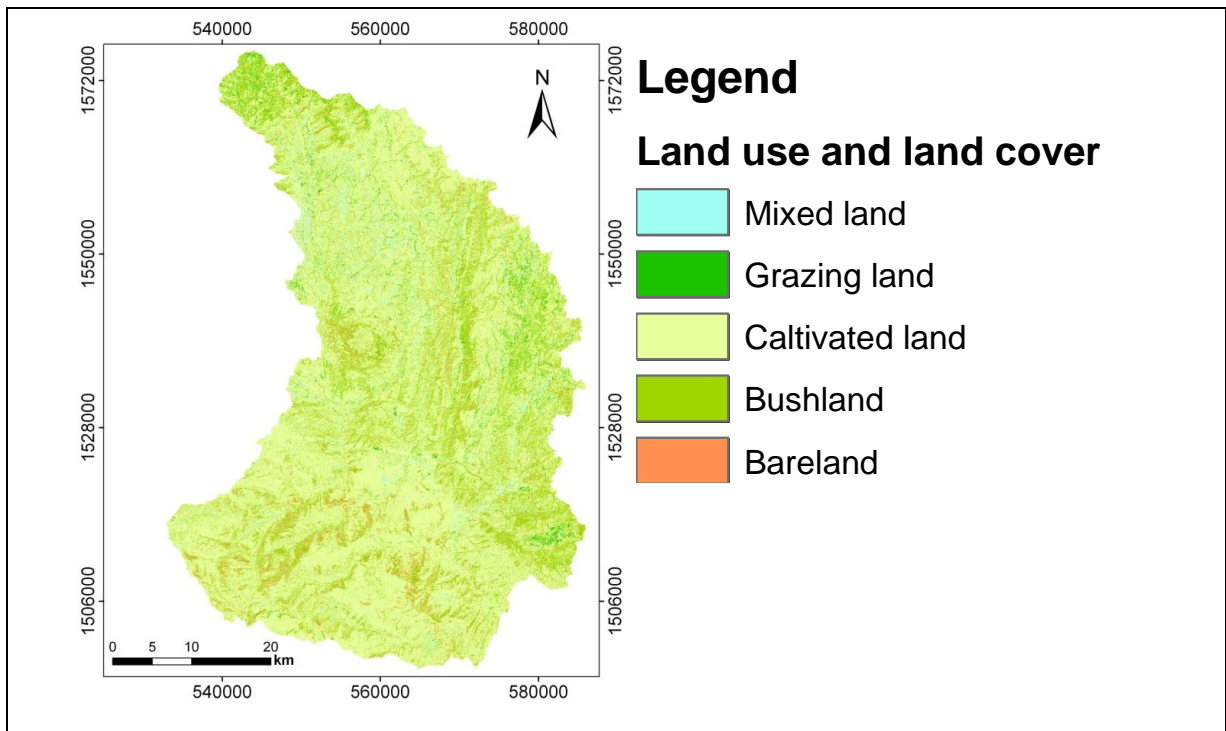 540000 560000 580000
N
1572000 1572000
1550000 1550000
1528000 1528000
1506000 1506000
0 5 10 20
km
540000 560000 580000
Legend
Land use and land cover
Mixed land
Grazing land
Caltivated land
Bushland
Bareland